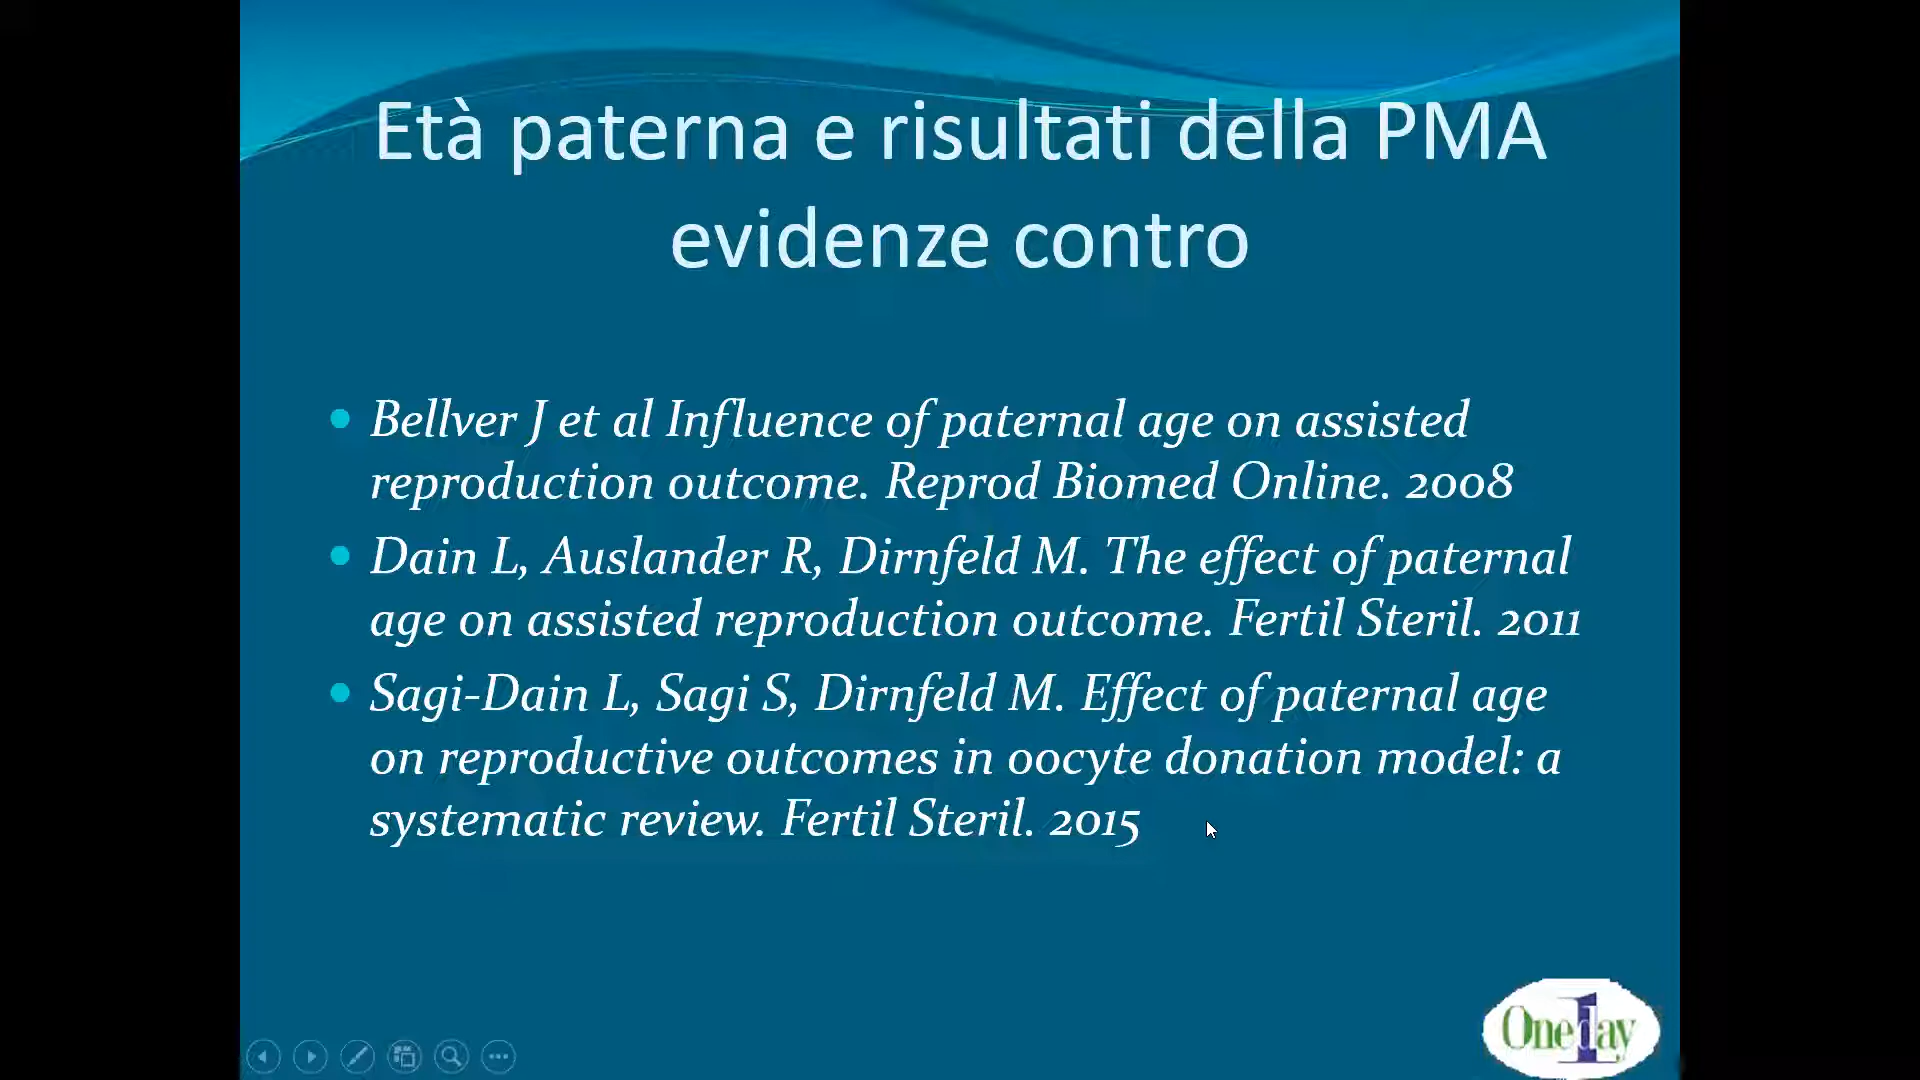 Età paterna e risultati della PMA
evidenze contro
Bellver J et al Influence of paternal age on assisted
reproduction outcome. Reprod Biomed Online. 2008
Dain L, Auslander R, Dirnfeld M. The effect of paternal
age on assisted reproduction outcome. Fertil Steril. 2011
Sagi-Dain L, Sagi S, Dirnfeld M. Effect of paternal age
on reproductive outcomes in oocyte donation model: a
systematic review. Fertil Steril. 2015
One1day